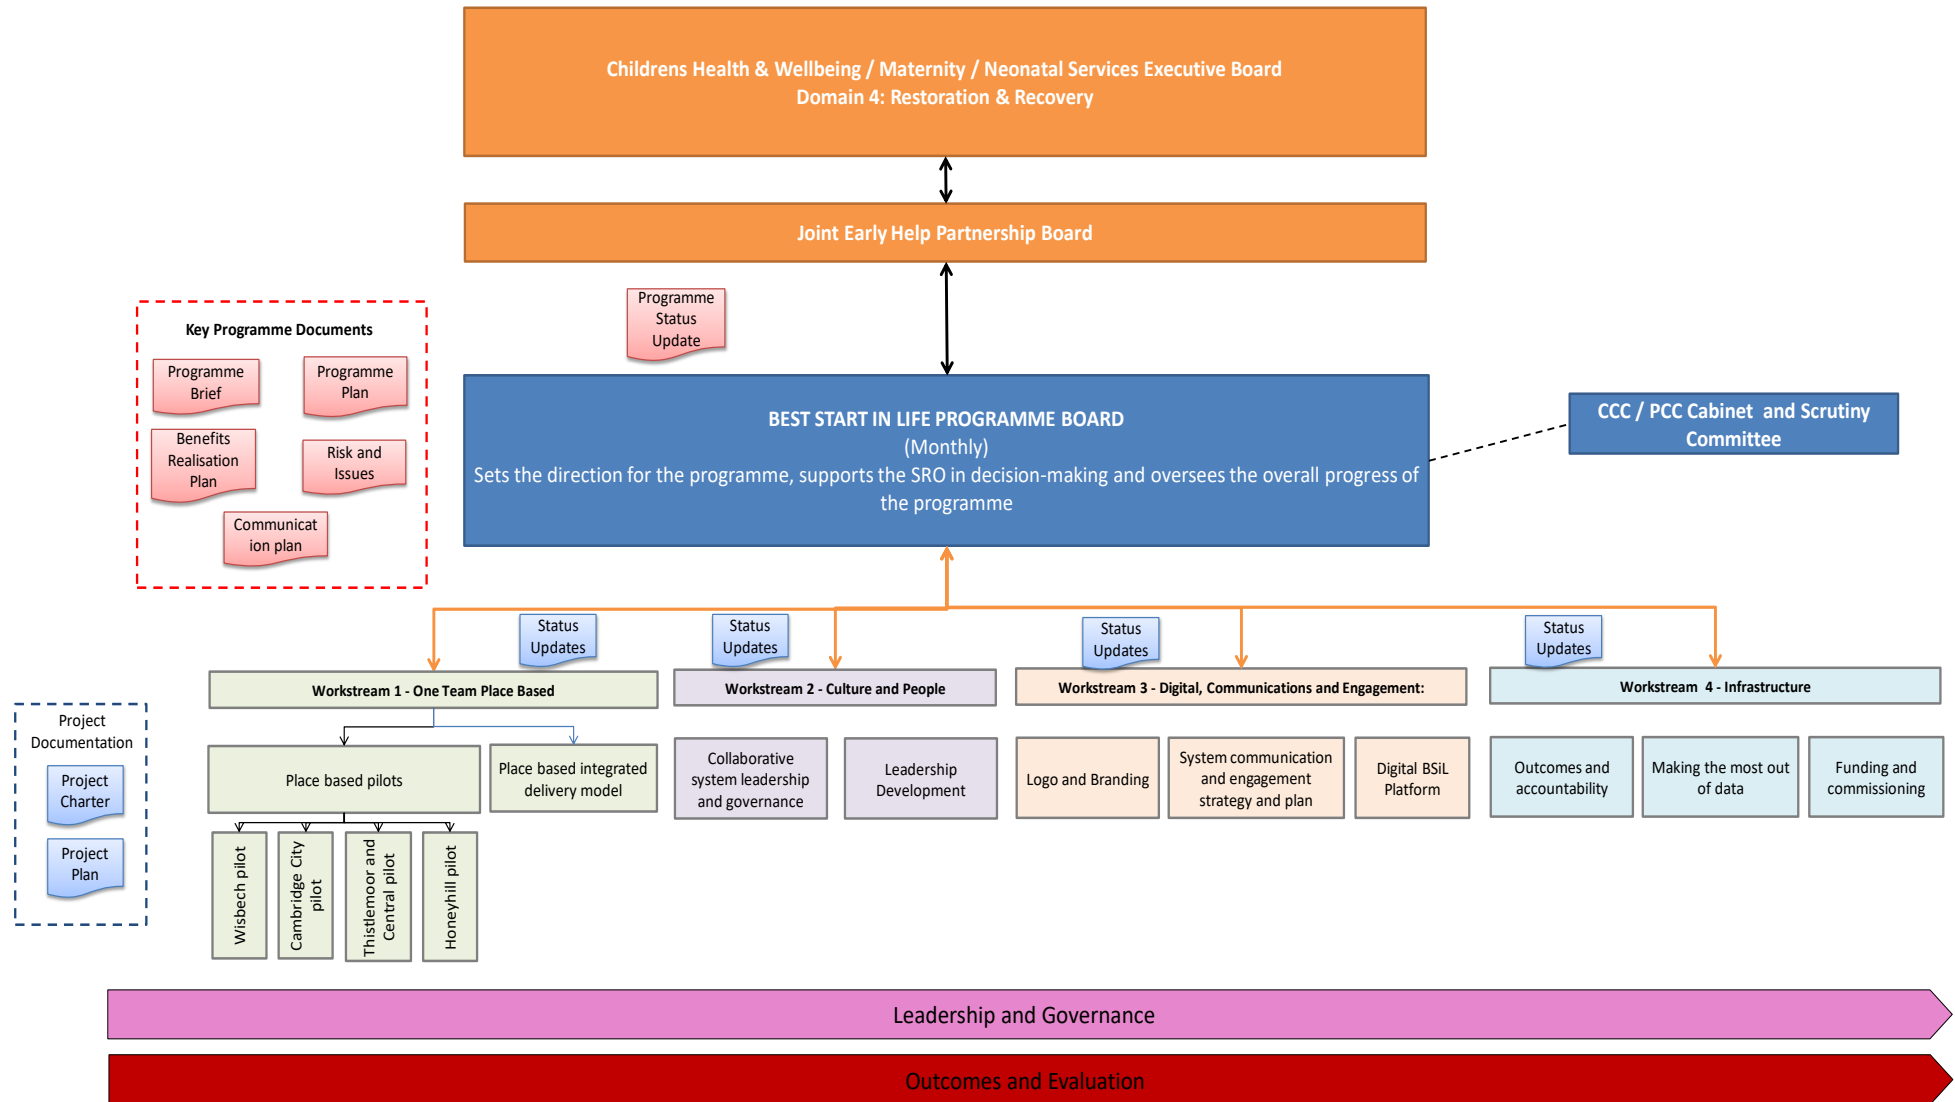 Childrens Health & Wellbeing / Maternity / Neonatal Services Executive Board
Domain 4: Restoration & Recovery
Joint Early Help Partnership Board
Programme
Status
Update
Key Programme Documents
Programme
Brief
Programme
Plan
Benefits
Realisation
Plan
Risk and
Issues
Communicat
ion plan
BEST START IN LIFE PROGRAMME BOARD
(Monthly)
Sets the direction for the programme, supports the SRO in decision-making and oversees the overall progress of
the programme
CCC / PCC Cabinet and Scrutiny
Committee
Status
Updates
Status
Updates
Status
Updates
Status
Updates
Workstream 1 - One Team Place Based
Workstream 2 - Culture and People
Workstream 3 - Digital, Communications and Engagement:
Workstream 4 - Infrastructure
Project
Documentation
Project
Charter
Project
Plan
Place based pilots
Place based integrated
delivery model
Collaborative
system leadership
and governance
Leadership
Development
Logo and Branding
System communication
and engagement
strategy and plan
Digital BSiL
Platform
Outcomes and
accountability
Making the most out
of data
Funding and
commissioning
Wisbech pilot
Cambridge City
pilot
Thistlemoor and
Central pilot
Honeyhill pilot
Leadership and Governance
Outcomes and Evaluation